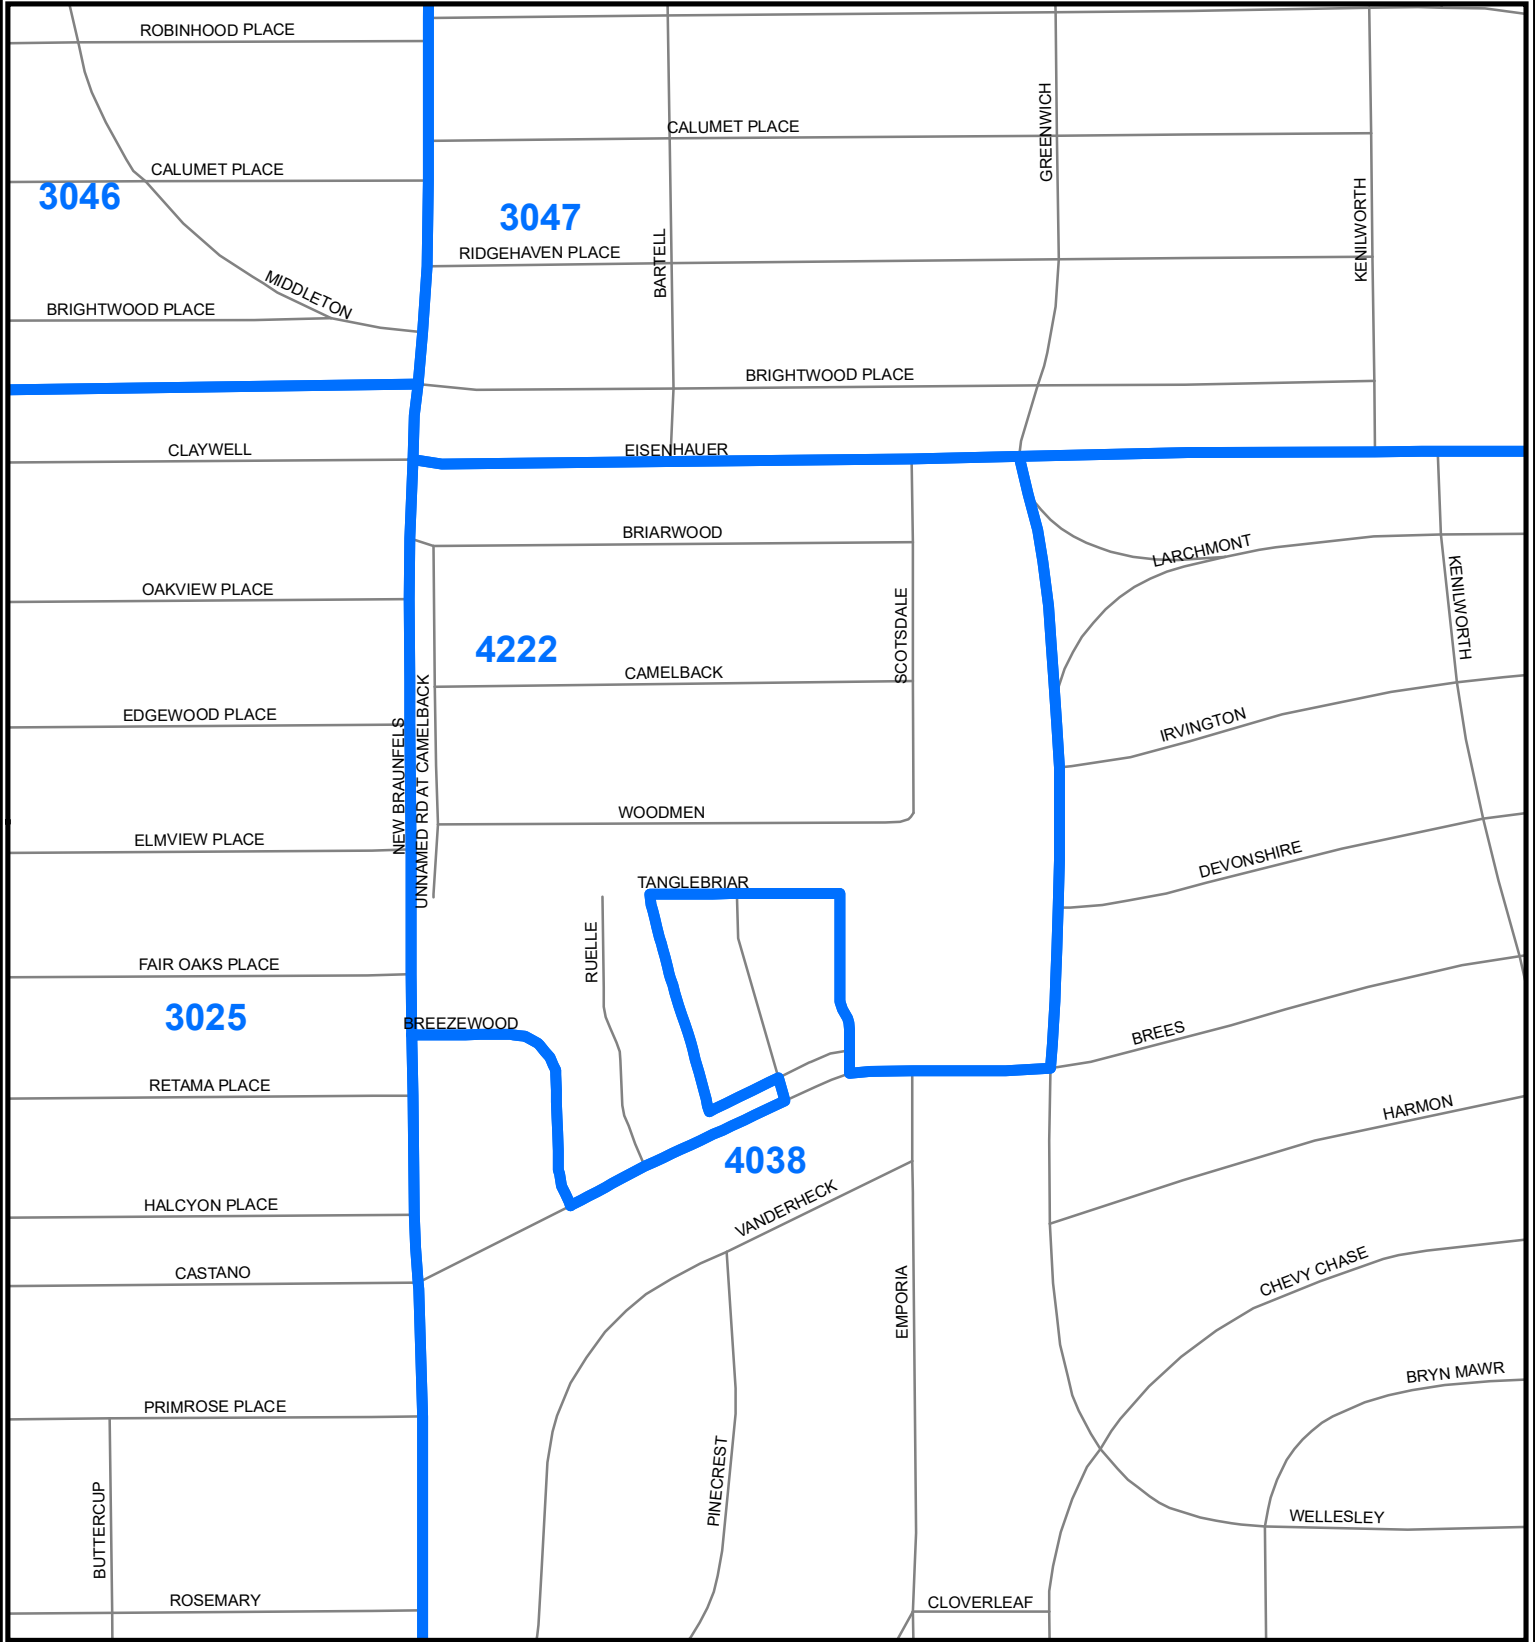 ROBINHOOD PLACE
GREENWICH
CALUMET PLACE
CALUMET PLACE
3046
3047
KENILWORTH
BARTELL
RIDGEHAVEN PLACE
MIDDLETON
BRIGHTWOOD PLACE
BRIGHTWOOD PLACE
CLAYWELL
EISENHAUER
BRIARWOOD
LARCHMONT
KENILWORTH
OAKVIEW PLACE
SCOTSDALE
4222
CAMELBACK
EDGEWOOD PLACE
NEW BRAUNFELS
UNNAMED RD AT CAMELBACK
IRVINGTON
WOODMEN
ELMVIEW PLACE
DEVONSHIRE
TANGLEBRIAR
RUELLE
FAIR OAKS PLACE
3025
BREEZEWOOD
BREES
RETAMA PLACE
HARMON
4038
HALCYON PLACE
VANDERHECK
CASTANO
EMPORIA
CHEVY CHASE
BRYN MAWR
PRIMROSE PLACE
PINECREST
BUTTERCUP
WELLESLEY
ROSEMARY
CLOVERLEAF